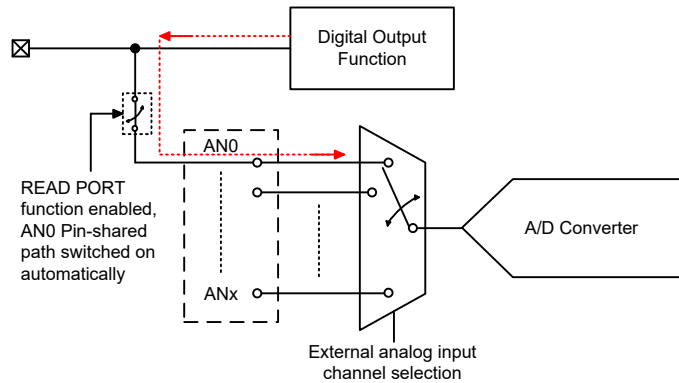 Digital Output
Function
AN0
READ PORT
function enabled,
AN0 Pin-shared
path switched on
automatically
A/D Converter
ANx
External analog input
channel selection